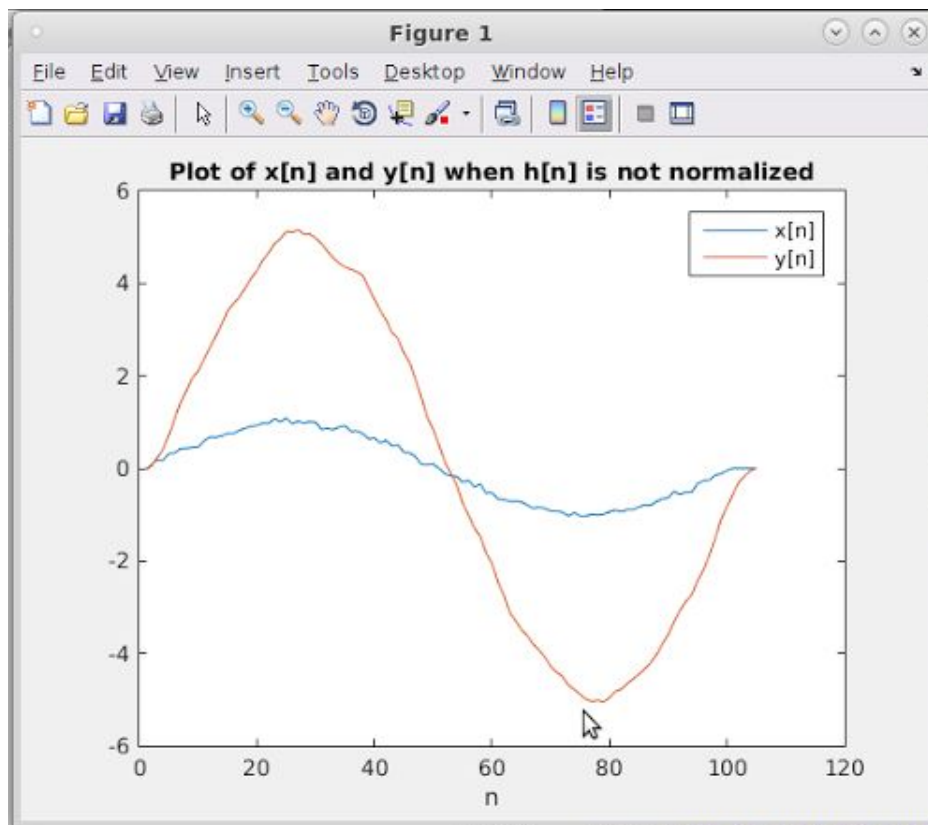 Figure 1
File Edit View Insert Tools Desktop Window Help
Plot of x[n] and y[n] when h[n] is not normalized
6
4
2
0
-2
-4
-6
x[n]
y[n]
0 20 40 60 80 100 120
n